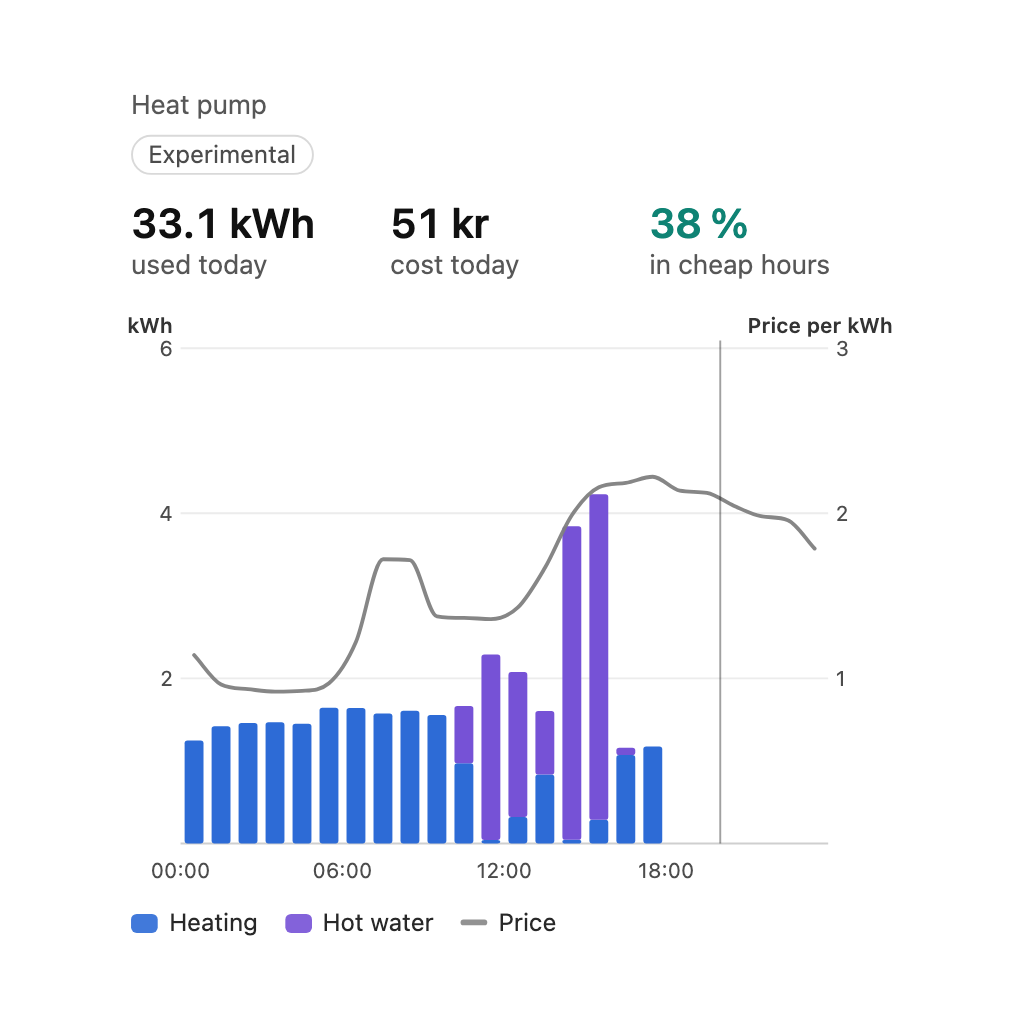 Heat pump
Experimental
33.1 kWh 51 kr 38 %
used today cost today in cheap hours
kWh Price per kWh
6 3
4 2
2 1
00:00 06:00 12:00 18:00
Heating Hot water Price